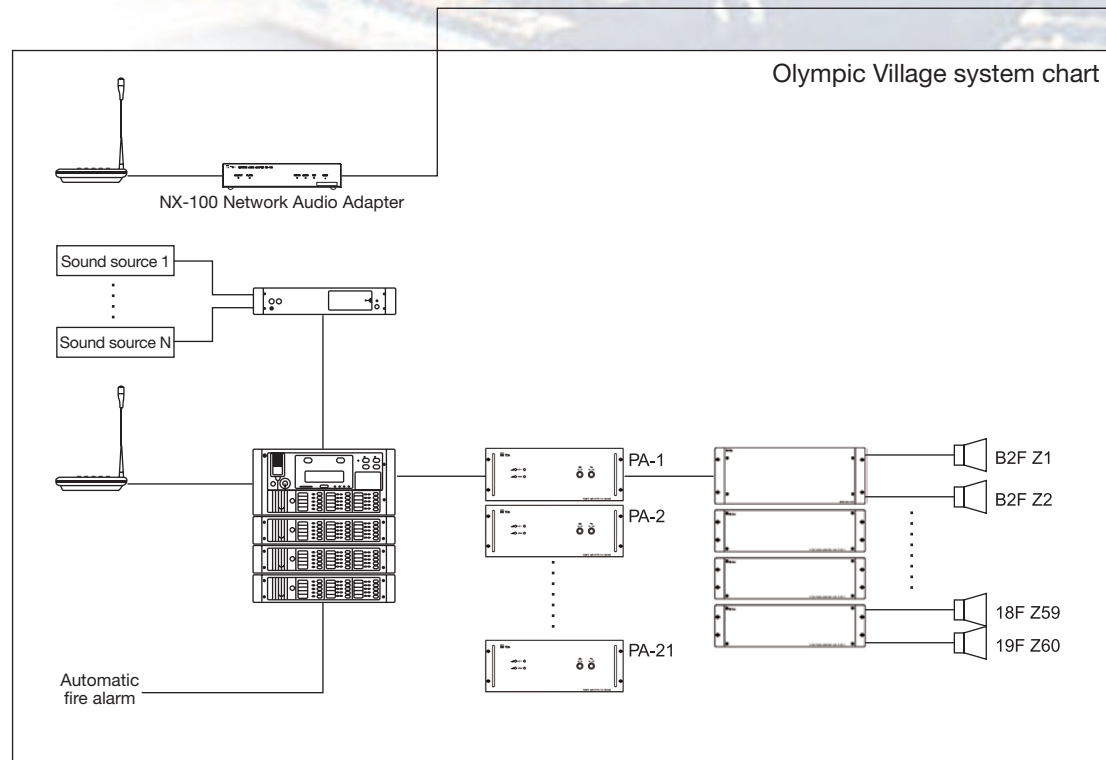 Olympic Village system chart
NX-100 Network Audio Adapter
Sound source 1
Sound source N
PA-1
B2F Z1
PA-2
B2F Z2
18F Z59
PA-21
19F Z60
Automatic
fire alarm